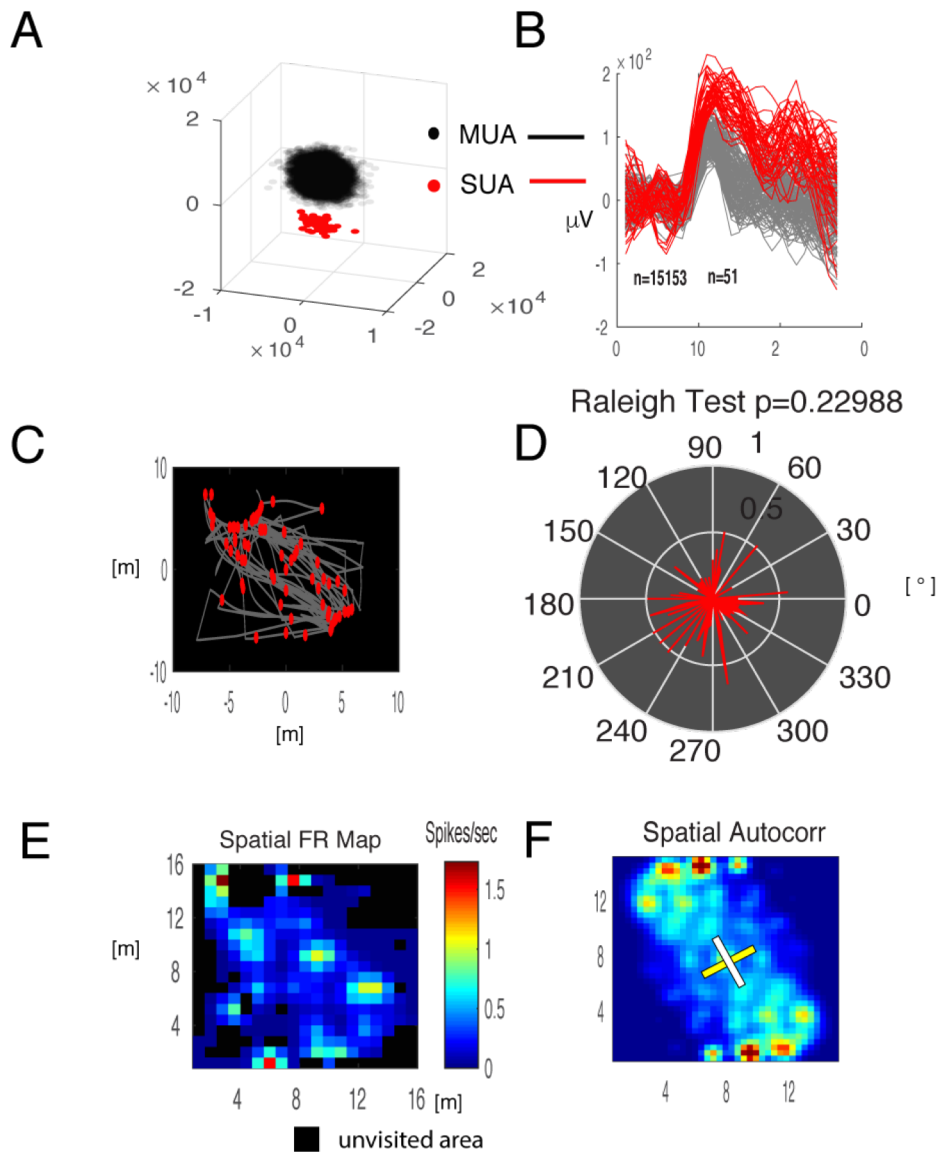 A
× 10⁴
2
0
-2
-1
0
1
× 10⁴
-2
0
2
×10⁴
MUA
SUA
B
× 10²
2
1
0
-1
-2
μV
n=15153 n=51
0 10 2 0
C
10
0
-10
[m]
-10 -5 0 5 10
[m]
Raleigh Test p=0.22988
D
90 1
120 60
0.5
150 30
180 0
[ ° ]
210 330
240 300
270
E
Spatial FR Map
Spikes/sec
16
12
8
4
[m]
4 8 12 16 [m]
1.5
1
0.5
0
unvisited area
F
Spatial Autocorr
12
8
4
4 8 12